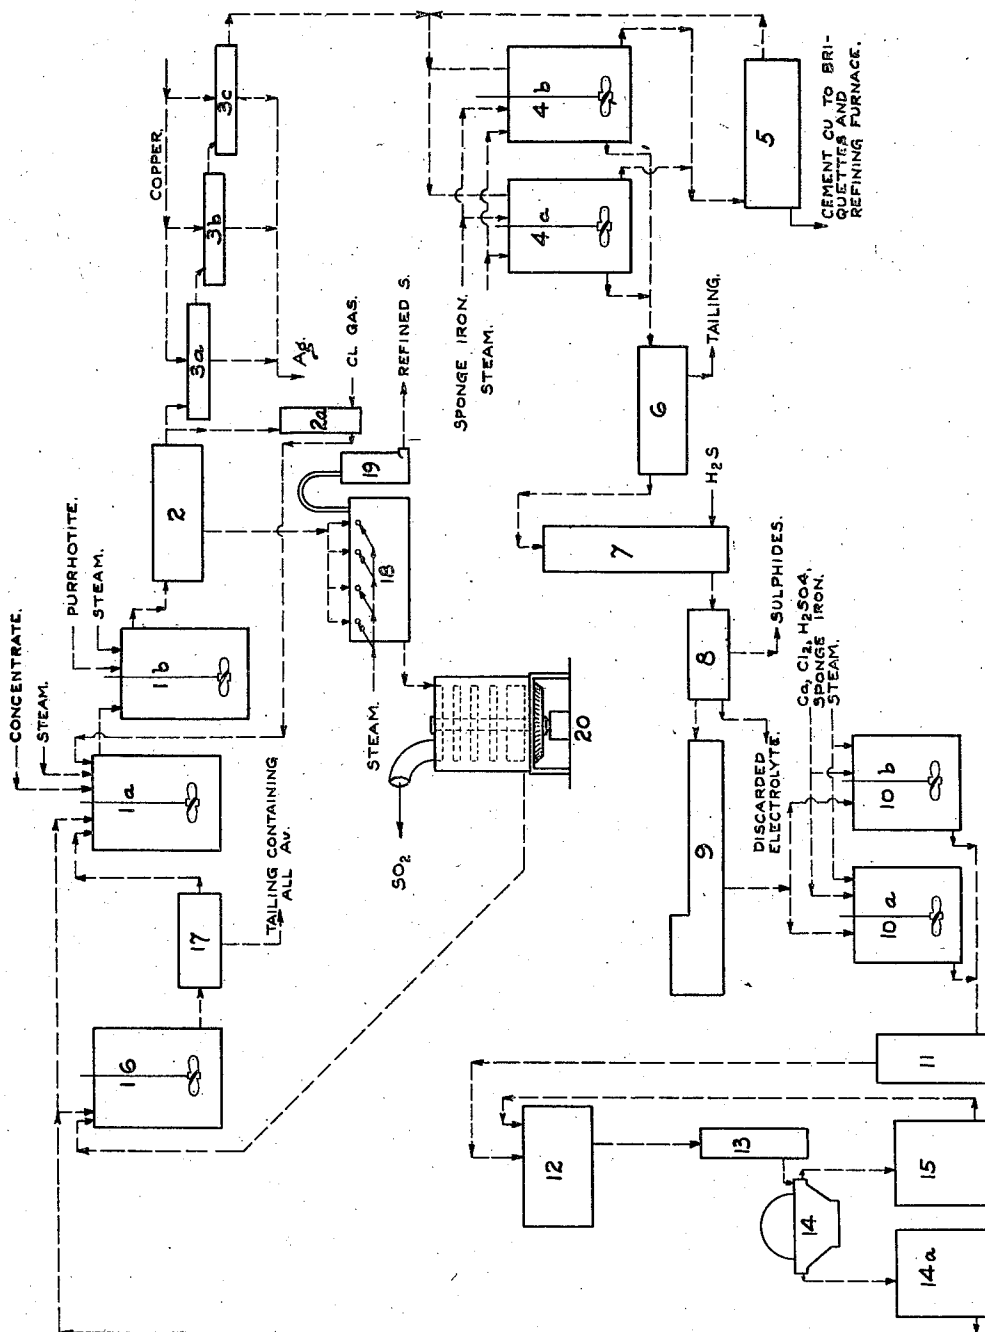 CONCENTRATE.
STEAM.
PURRHOTITE.
STEAM.
COPPER.
1a
1b
2
3a
3b
3c
Ag.
2a
CL GAS.
16
17
TAILING CONTAINING
ALL Av.
18
19
REFINED S.
STEAM.
SO2
20
SPONGE IRON.
STEAM.
4a
4b
5
CEMENT CU TO BRI-
QUETTES AND
REFINING FURNACE.
6
TAILING.
7
H2S
8
SULPHIDES.
9
DISCARDED
ELECTROLYTE.
Ca, Cl2, H2SO4,
SPONGE IRON.
STEAM.
10a
10b
11
12
13
14
14a
15